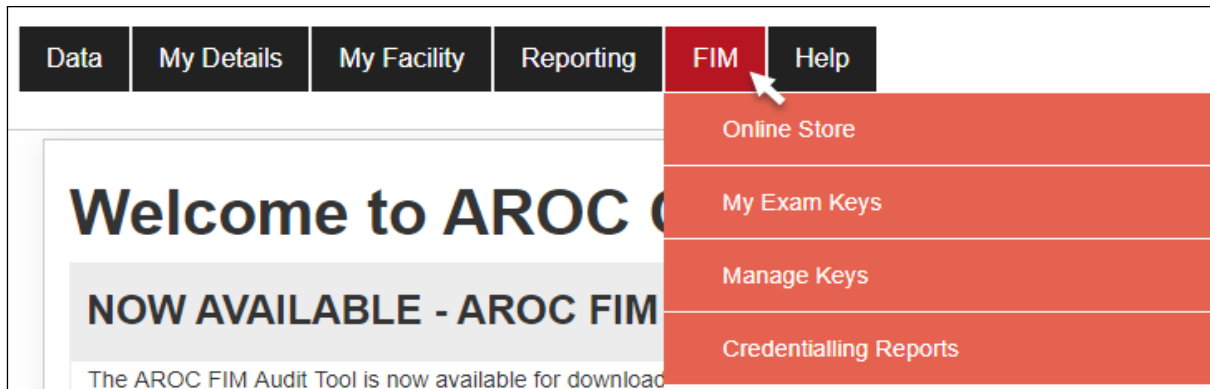 Data My Details My Facility Reporting FIM Help
Online Store
My Exam Keys
Manage Keys
Credentialling Reports
Welcome to AROC
NOW AVAILABLE - AROC FIM
The AROC FIM Audit Tool is now available for download